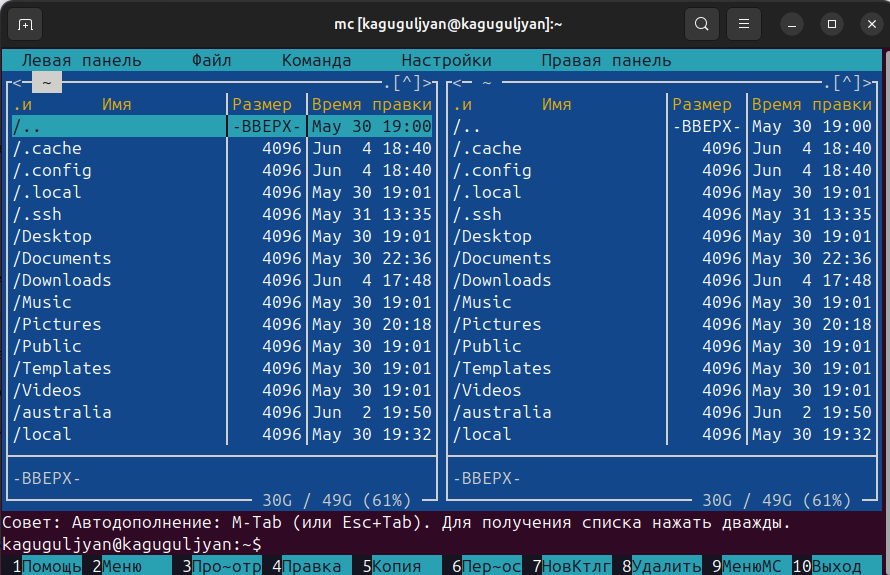 mc [kaguguljyan@kaguguljyan]:~
Левая панель Файл Команда Настройки Правая панель
<─ ~ .[^]> <─ ~ .[^]>
.и Имя Размер Время правки .и Имя Размер Время правки
/.. -ВВЕРХ- May 30 19:00 /.. -ВВЕРХ- May 30 19:00
/.cache 4096 Jun 4 18:40 /.cache 4096 Jun 4 18:40
/.config 4096 Jun 4 18:40 /.config 4096 Jun 4 18:40
/.local 4096 May 30 19:01 /.local 4096 May 30 19:01
/.ssh 4096 May 31 13:35 /.ssh 4096 May 31 13:35
/Desktop 4096 May 30 19:01 /Desktop 4096 May 30 19:01
/Documents 4096 May 30 22:36 /Documents 4096 May 30 22:36
/Downloads 4096 Jun 4 17:48 /Downloads 4096 Jun 4 17:48
/Music 4096 May 30 19:01 /Music 4096 May 30 19:01
/Pictures 4096 May 30 20:18 /Pictures 4096 May 30 20:18
/Public 4096 May 30 19:01 /Public 4096 May 30 19:01
/Templates 4096 May 30 19:01 /Templates 4096 May 30 19:01
/Videos 4096 May 30 19:01 /Videos 4096 May 30 19:01
/australia 4096 Jun 2 19:50 /australia 4096 Jun 2 19:50
/local 4096 May 30 19:32 /local 4096 May 30 19:32
-ВВЕРХ- -ВВЕРХ-
30G / 49G (61%) 30G / 49G (61%)
Совет: Автодополнение: M-Tab (или Esc+Tab). Для получения списка нажать дважды.
kaguguljyan@kaguguljyan:~$
1Помощь 2Меню 3Про~отр 4Правка 5Копия 6Пер~ос 7НовКтлг 8Удалить 9МенюМС 10Выход